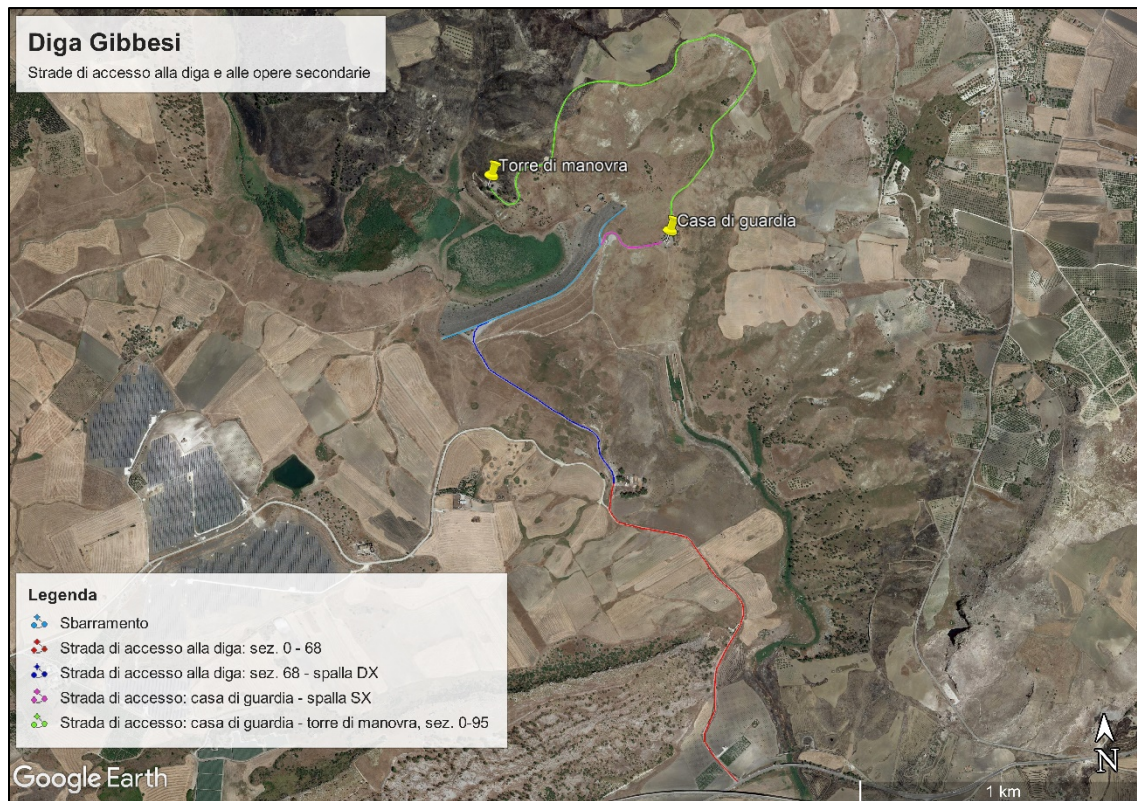 Diga Gibbesi
Strade di accesso alla diga e alle opere secondarie
Torre di manovra
Casa di guardia
Legenda
Sbarramento
Strada di accesso alla diga: sez. 0 - 68
Strada di accesso alla diga: sez. 68 - spalla DX
Strada di accesso: casa di guardia - spalla SX
Strada di accesso: casa di guardia - torre di manovra, sez. 0-95
Google Earth
N
1 km